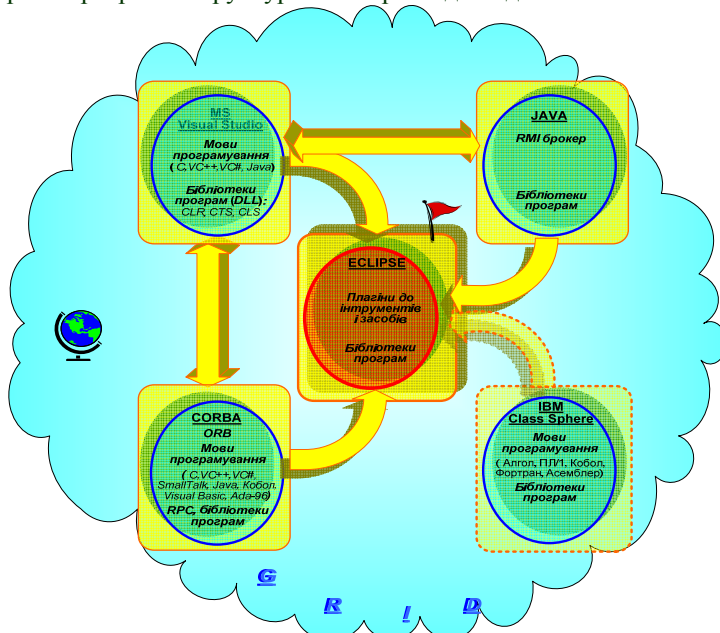 MS
Visual Studio
Мови
програмування
( C,VC++,VC#, Java)
Бібліотеки
програм (DLL):
CLR, CTS, CLS
JAVA
RMI брокер
Бібліотеки
програм
ECLIPSE
Плагіни до
інтрументів
і засобів
Бібліотеки
програм
CORBA
ORB
Мови
програмування
( C,VC++,VC#,
SmallTalk, Java, Кобол.
Visual Basic, Ada-96)
RPC, бібліотеки
програм
IBM
Class Sphere
Мови
програмування
( Алгол, ПЛ/1, Кобол,
Фортран, Асемблер)
Бібліотеки
програм
G R I D